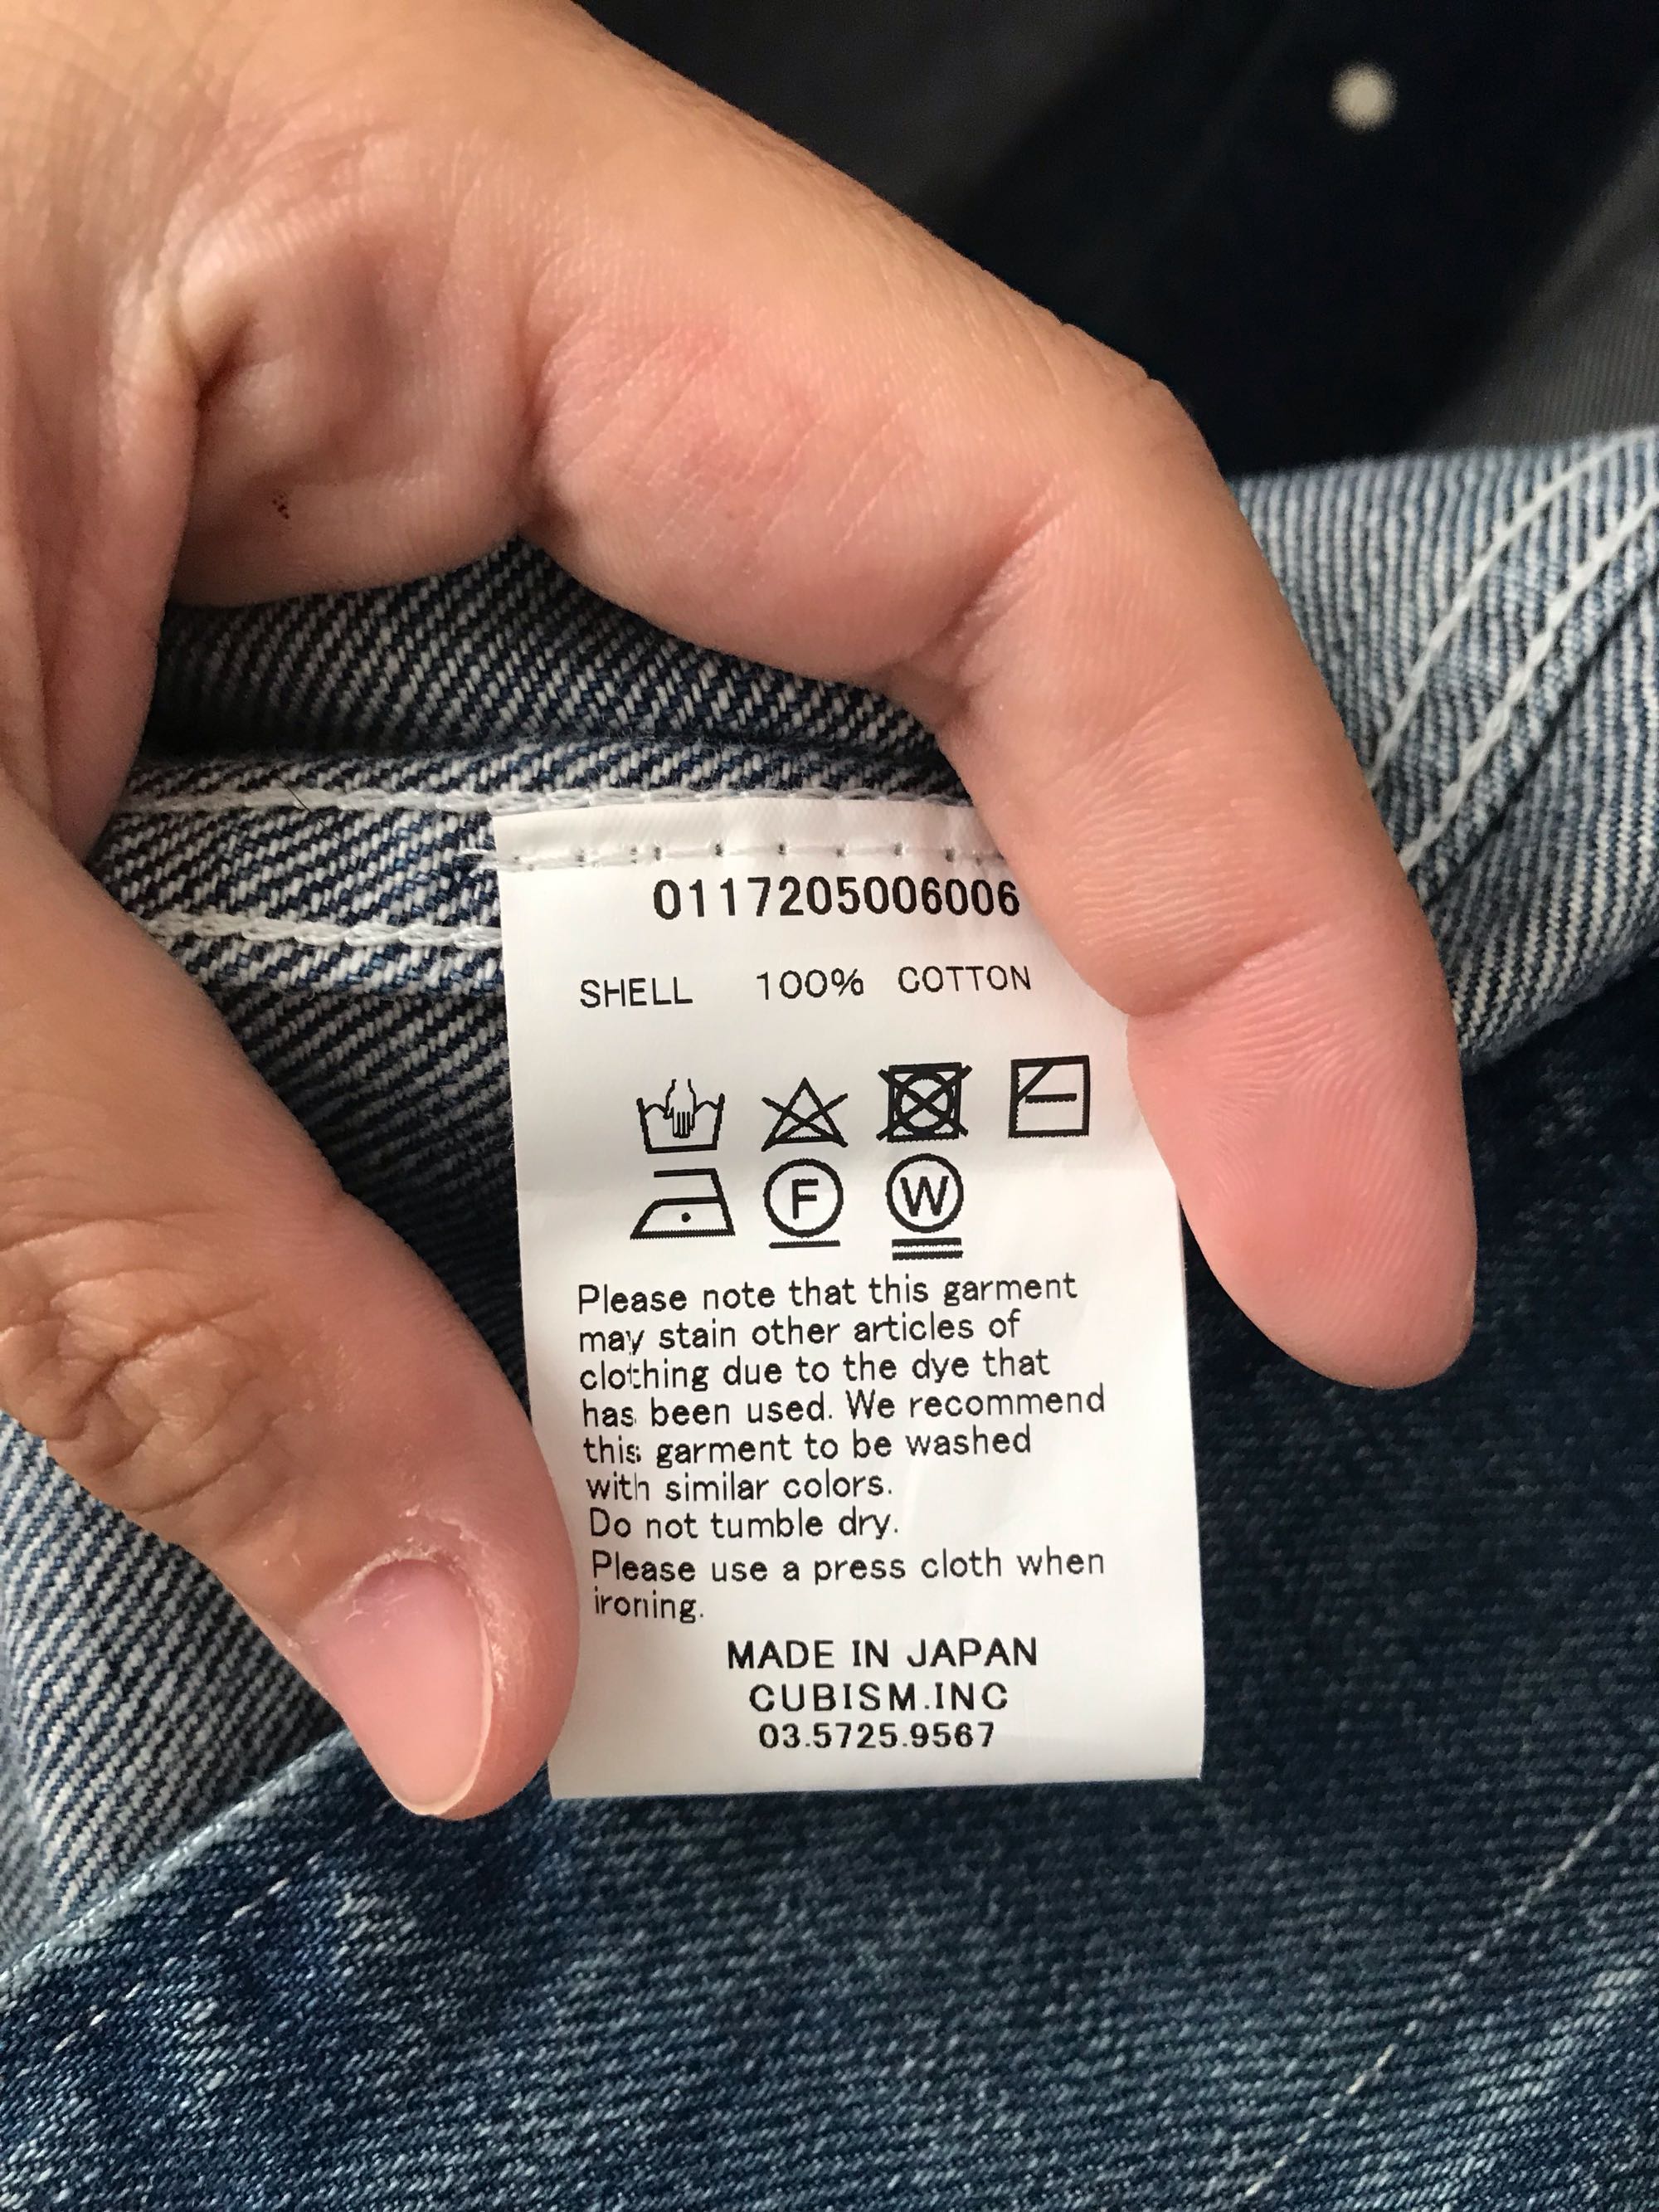 0117205006006
SHELL 100% COTTON
F W
Please note that this garment
may stain other articles of
clothing due to the dye that
has been used. We recommend
this garment to be washed
with similar colors.
Do not tumble dry.
Please use a press cloth when
ironing.
MADE IN JAPAN
CUBISM.INC
03.5725.9567